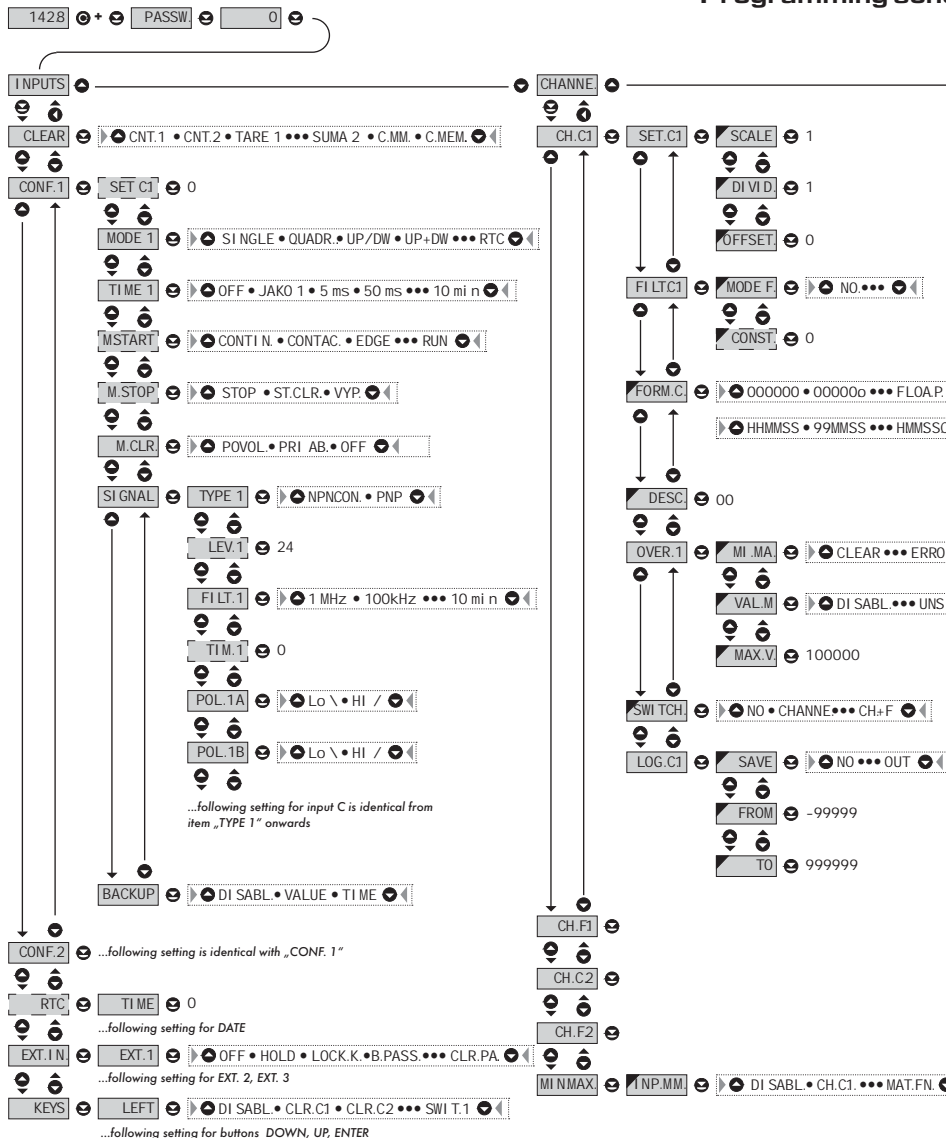 Programming sche
1428 + PASSW. 0
INPUTS
CLEAR CNT.1 • CNT.2 • TARE 1 ••• SUMA 2 • C.MM. • C.MEM.
CONF.1 SET C1 0
MODE 1 SINGLE • QUADR. • UP/DW • UP+DW ••• RTC
TIME 1 OFF • JAKO 1 • 5 ms • 50 ms ••• 10 min
MSTART CONTIN. • CONTAC. • EDGE ••• RUN
M.STOP STOP • ST.CLR. • VYP.
M.CLR. POVOL. • PRI AB. • OFF
SIGNAL TYPE 1 NPNCON. • PNP
LEV.1 24
FILT.1 1 MHz • 100kHz ••• 10 min
TIM.1 0
POL.1A Lo \ • HI /
POL.1B Lo \ • HI /
...following setting for input C is identical from
item „TYPE 1“ onwards
BACKUP DISABL. • VALUE • TIME
CONF.2 ...following setting is identical with „CONF. 1“
RTC TIME 0
...following setting for DATE
EXT.IN. EXT.1 OFF • HOLD • LOCK.K. • B.PASS. ••• CLR.PA.
...following setting for EXT. 2, EXT. 3
KEYS LEFT DISABL. • CLR.C1 • CLR.C2 ••• SWIT.1
...following setting for buttons DOWN, UP, ENTER
CHANNE.
CH.C1 SET.C1 SCALE 1
DIVID. 1
OFFSET. 0
FILTC1 MODE F. NO. •••
CONST. 0
FORM.C. 000000 • 00000o ••• FLOA.P.
HHMMSS • 99MMSS ••• HMMSSC
DESC. 00
OVER.1 MI.MA. CLEAR ••• ERRO
VAL.M DISABL. ••• UNS
MAX.V. 100000
SWITCH. NO • CHANNE. ••• CH+F
LOG.C1 SAVE NO ••• OUT
FROM -99999
TO 999999
CH.F1
CH.C2
CH.F2
MINMAX. INP.MM. DISABL. • CH.C1. ••• MAT.FN.